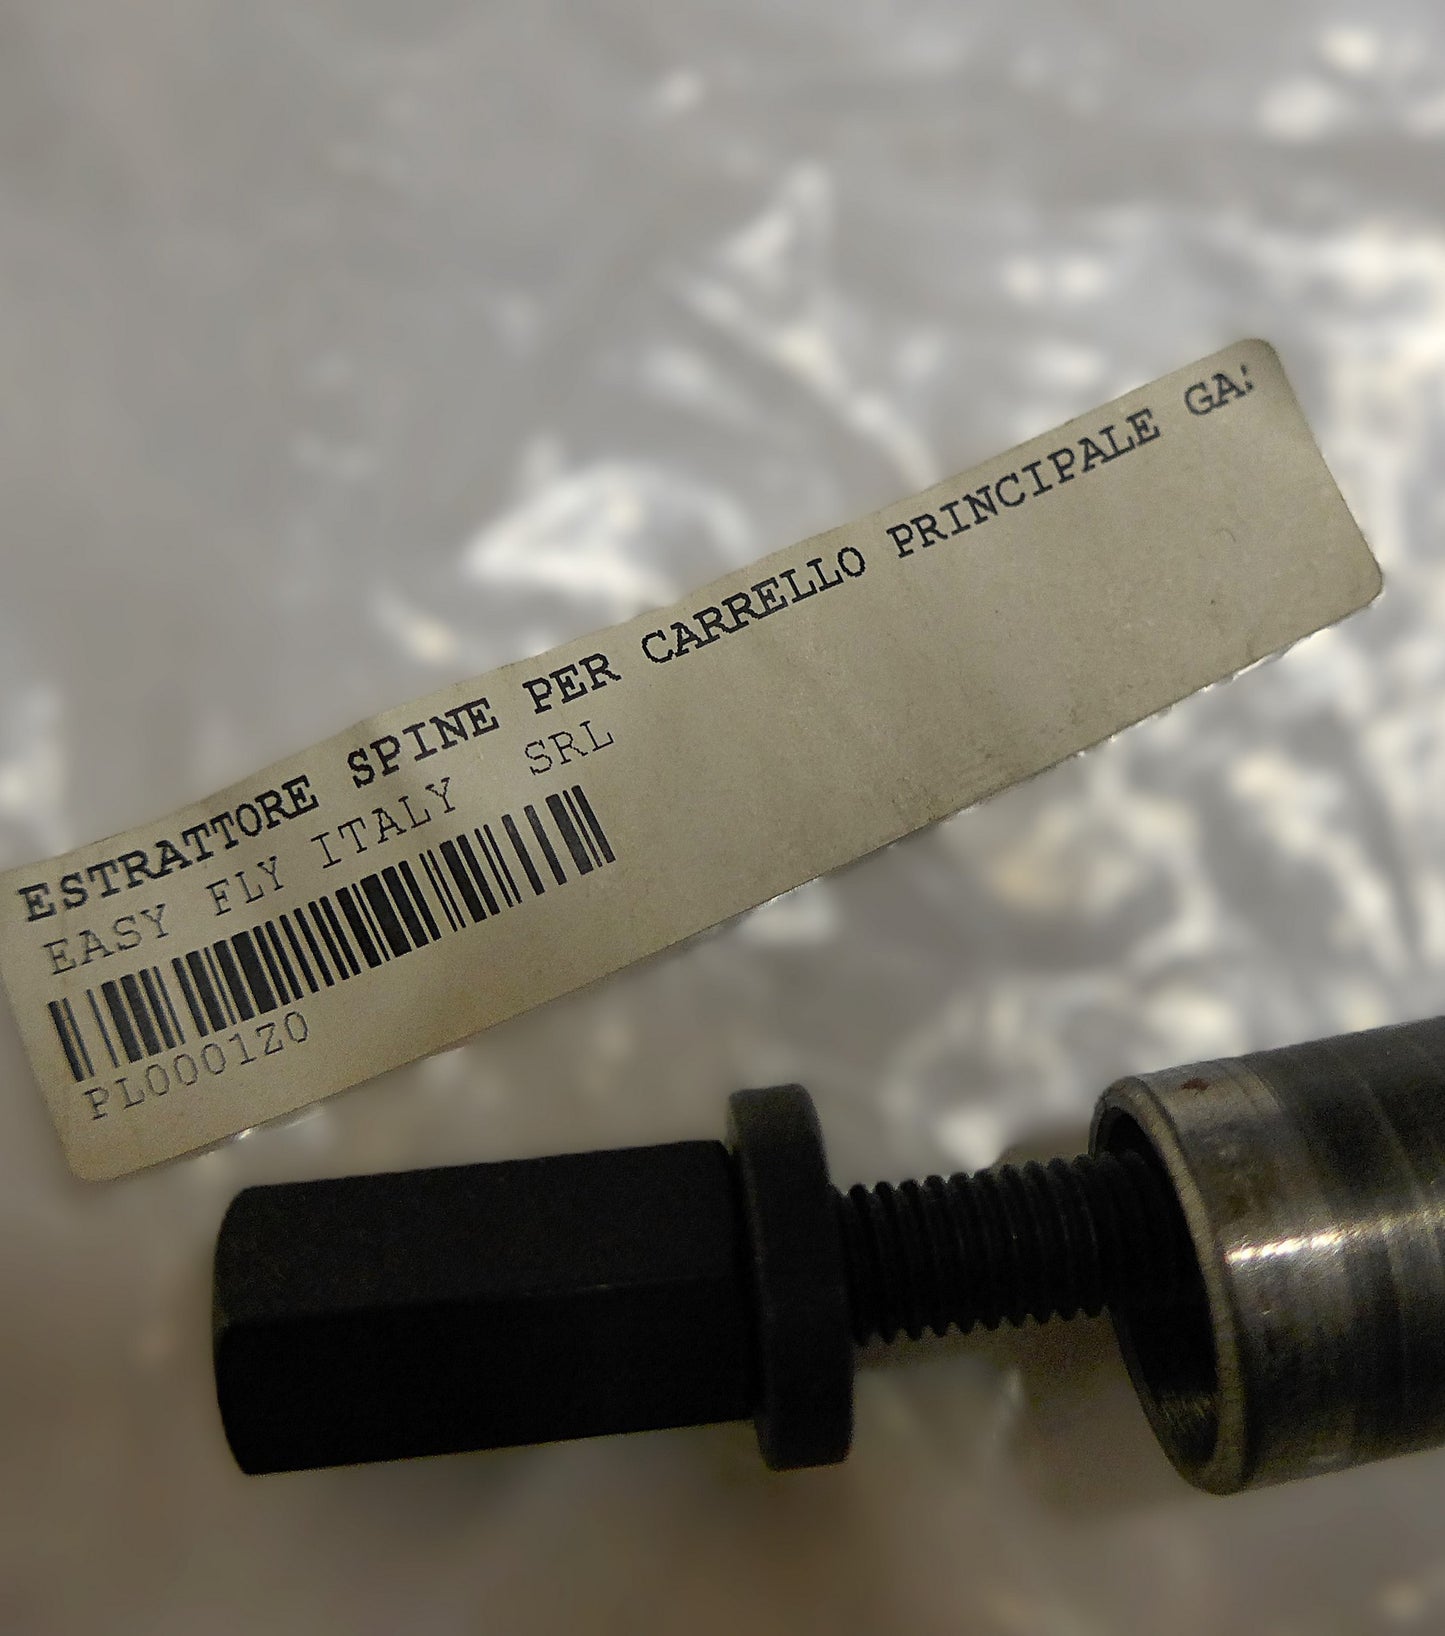 ESTRATTORE SPINE PER CARRELLO PRINCIPALE
EASY FLY ITALY SRL
PL0001Z0